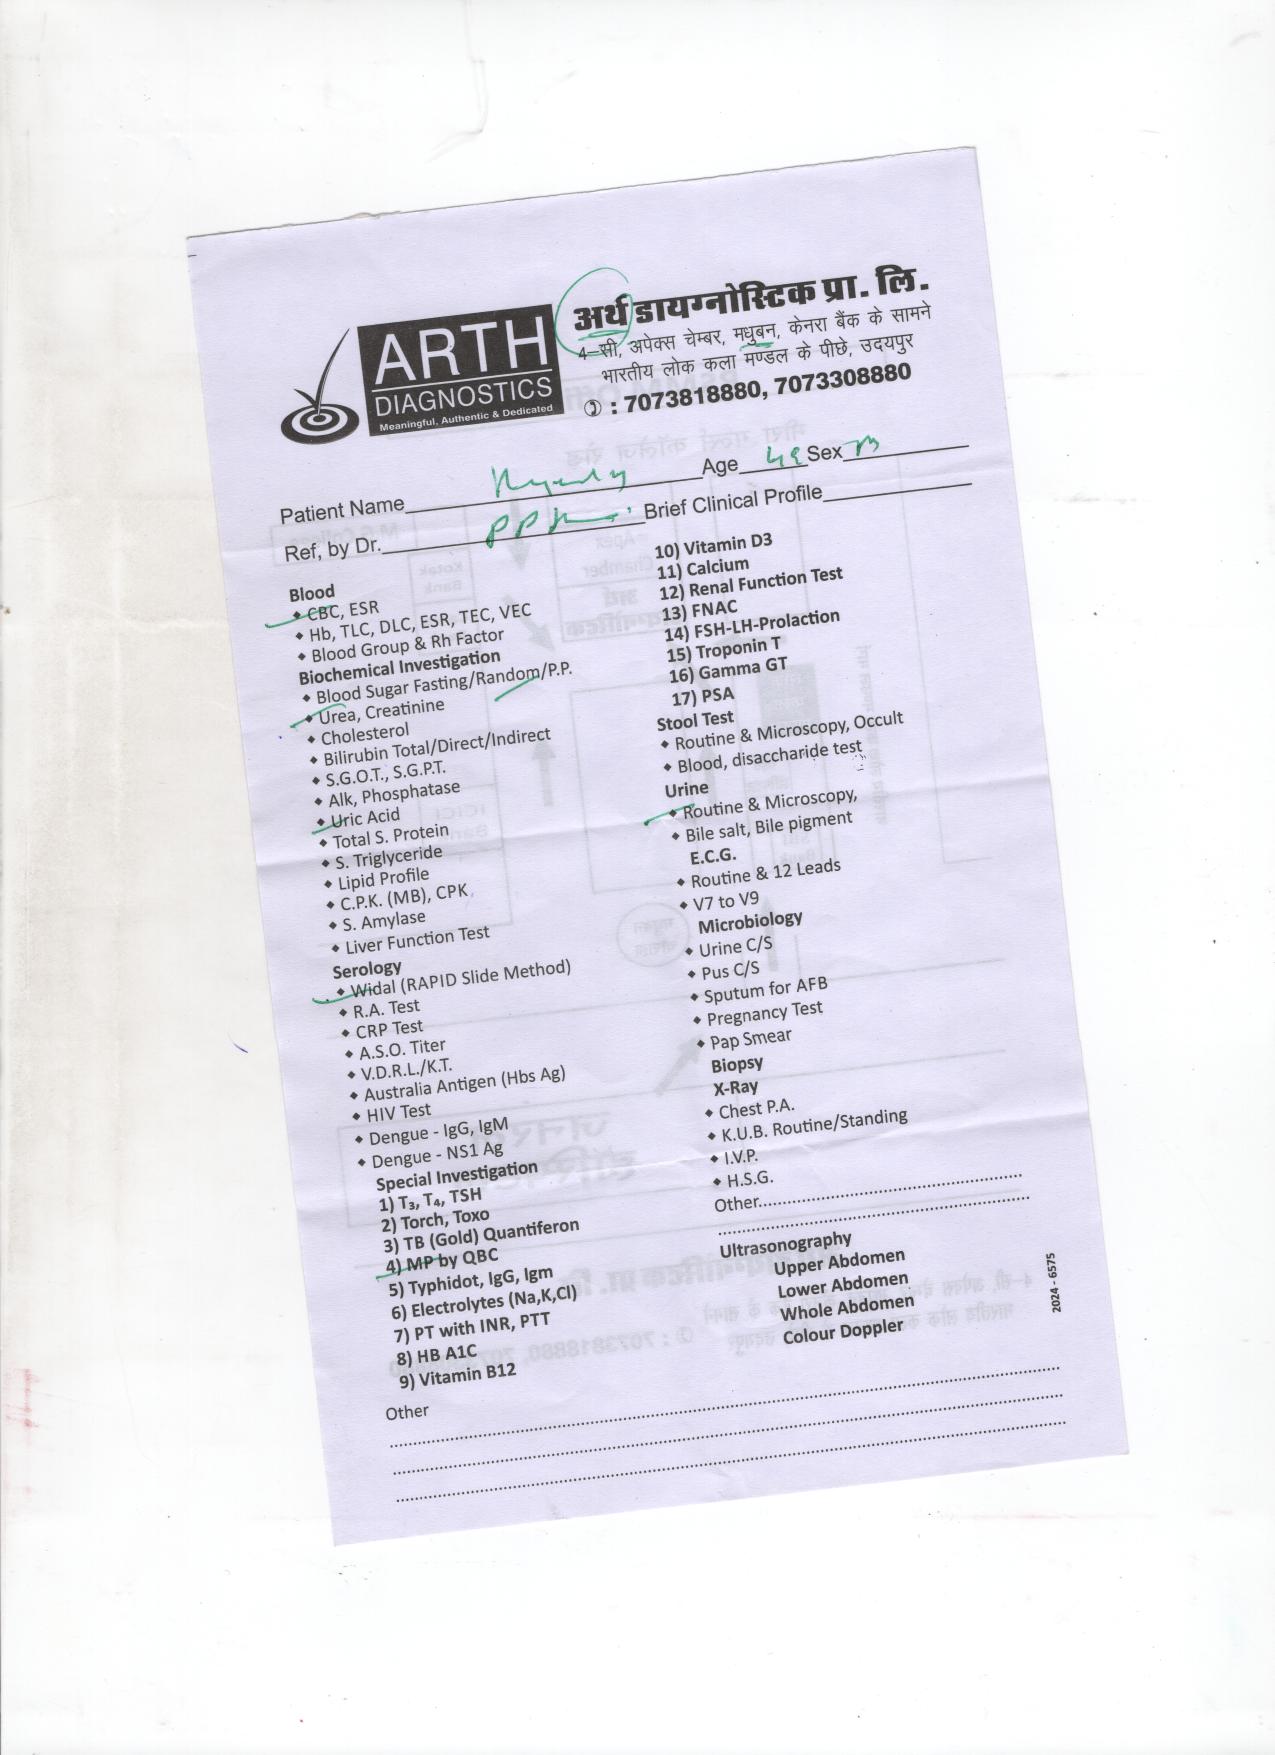 ARTH
DIAGNOSTICS
Meaningful, Authentic & Dedicated
अर्थ डायग्नोस्टिक प्रा. लि.
4–सी, अपेक्स चेम्बर, मधुबन, केनरा बैंक के सामने
भारतीय लोक कला मण्डल के पीछे, उदयपुर
: 7073818880, 7073308880
Patient Name Age Sex M
Ref, by Dr. Brief Clinical Profile
Blood
CBC, ESR
Hb, TLC, DLC, ESR, TEC, VEC
Blood Group & Rh Factor
Biochemical Investigation
Blood Sugar Fasting/Random/P.P.
Urea, Creatinine
Cholesterol
Bilirubin Total/Direct/Indirect
S.G.O.T., S.G.P.T.
Alk, Phosphatase
Uric Acid
Total S. Protein
S. Triglyceride
Lipid Profile
C.P.K. (MB), CPK
S. Amylase
Liver Function Test
Serology
Widal (RAPID Slide Method)
R.A. Test
CRP Test
A.S.O. Titer
V.D.R.L./K.T.
Australia Antigen (Hbs Ag)
HIV Test
Dengue - IgG, IgM
Dengue - NS1 Ag
Special Investigation
1) T₃, T₄, TSH
2) Torch, Toxo
3) TB (Gold) Quantiferon
4) MP by QBC
5) Typhidot, IgG, Igm
6) Electrolytes (Na,K,Cl)
7) PT with INR, PTT
8) HB A1C
9) Vitamin B12
Other
10) Vitamin D3
11) Calcium
12) Renal Function Test
13) FNAC
14) FSH-LH-Prolaction
15) Troponin T
16) Gamma GT
17) PSA
Stool Test
Routine & Microscopy, Occult
Blood, disaccharide test
Urine
Routine & Microscopy,
Bile salt, Bile pigment
E.C.G.
Routine & 12 Leads
V7 to V9
Microbiology
Urine C/S
Pus C/S
Sputum for AFB
Pregnancy Test
Pap Smear
Biopsy
X-Ray
Chest P.A.
K.U.B. Routine/Standing
I.V.P.
H.S.G.
Other
Ultrasonography
Upper Abdomen
Lower Abdomen
Whole Abdomen
Colour Doppler
2024 - 6575